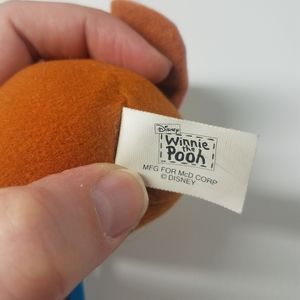 Disney
Winnie
the
Pooh
MFG FOR McD CORP
© DISNEY